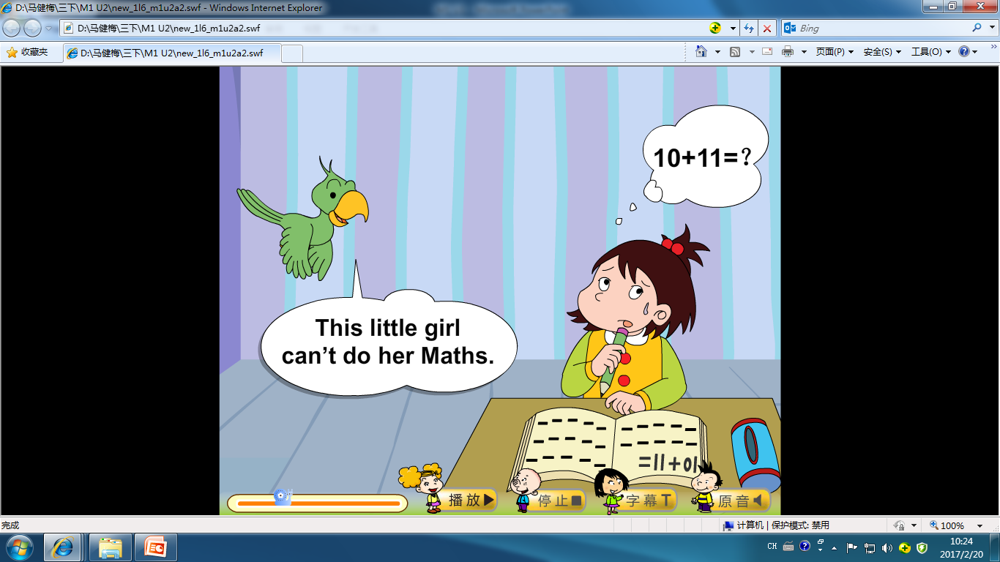 D:\马健梅\三下\M1 U2\new_1l6_m1u2a2.swf - Windows Internet Explorer
D:\马健梅\三下\M1 U2\new_1l6_m1u2a2.swf
Bing
收藏夹
D:\马健梅\三下\M1 U2\new_1l6_m1u2a2.swf
页面(P)
安全(S)
工具(O)
10+11=?
This little girl
can't do her Maths.
=11+01
播放
停止
字幕T
原音
完成
计算机 | 保护模式: 禁用
100%
CH
10:24
2017/2/20